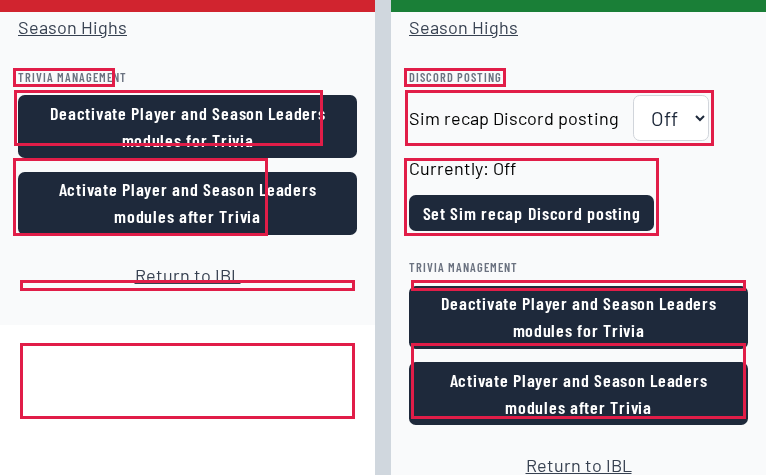 Season Highs
TRIVIA MANAGEMENT
Deactivate Player and Season Leaders
modules for Trivia
Activate Player and Season Leaders
modules after Trivia
Return to IBL
Season Highs
DISCORD POSTING
Sim recap Discord posting Off
Currently: Off
Set Sim recap Discord posting
TRIVIA MANAGEMENT
Deactivate Player and Season Leaders
modules for Trivia
Activate Player and Season Leaders
modules after Trivia
Return to IBL